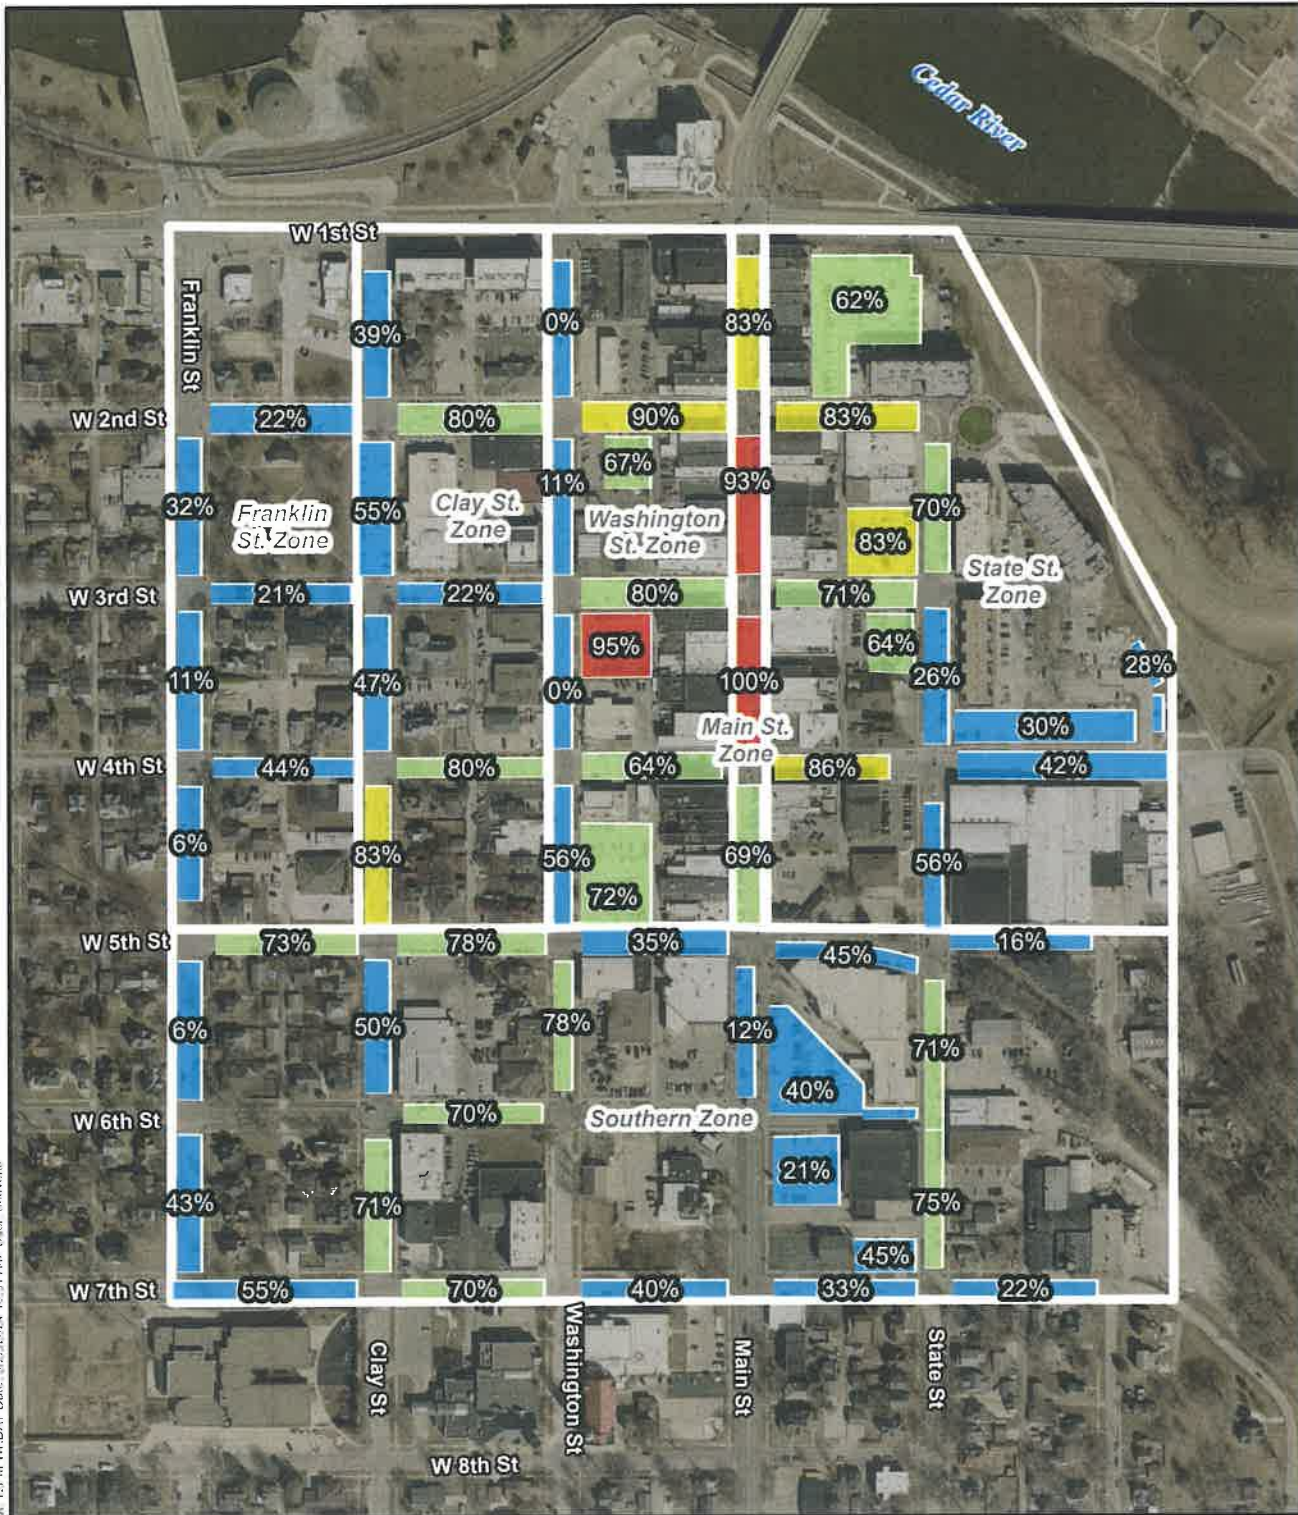 Cedar River
W 1st St
Franklin St
62%
39%
0%
83%
W 2nd St
22%
80%
90%
83%
67%
11%
93%
32%
55%
70%
Franklin
St. Zone
Clay St.
Zone
Washington
St. Zone
83%
State St.
Zone
W 3rd St
21%
22%
80%
71%
95%
64%
28%
11%
47%
0%
100%
26%
Main St.
Zone
30%
W 4th St
44%
80%
64%
86%
42%
6%
83%
56%
69%
56%
72%
W 5th St
73%
78%
35%
45%
16%
6%
50%
78%
12%
71%
40%
W 6th St
70%
Southern Zone
21%
43%
71%
75%
45%
W 7th St
55%
70%
40%
33%
22%
Clay St
Washington St
Main St
State St
W 8th St